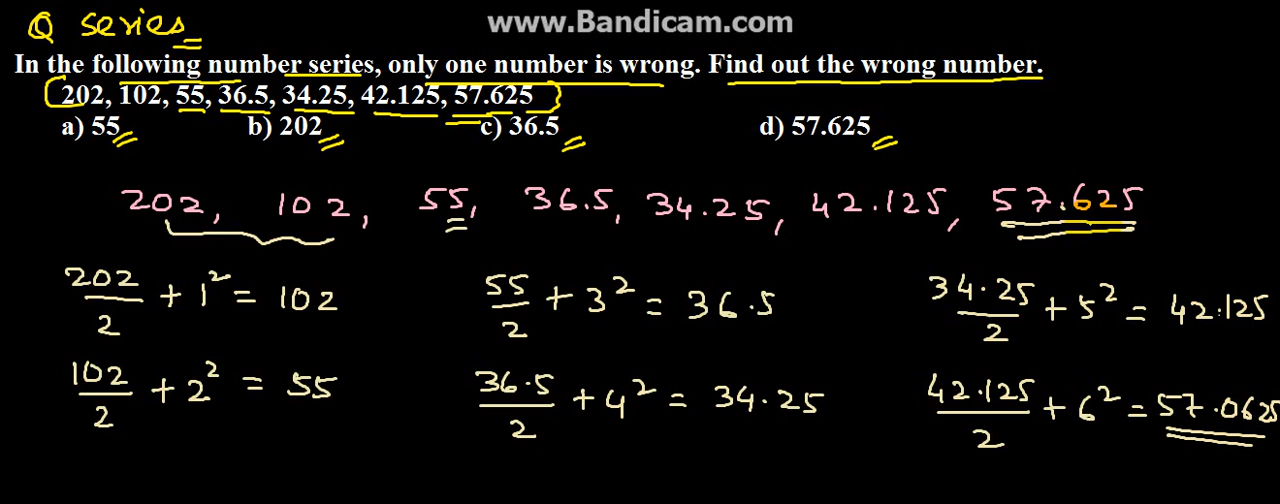 www.Bandicam.com
Q series
In the following number series, only one number is wrong. Find out the wrong number.
202, 102, 55, 36.5, 34.25, 42.125, 57.625
a) 55 b) 202 c) 36.5 d) 57.625
202, 102, 55, 36.5, 34.25, 42.125, 57.625
202/2 + 1² = 102
102/2 + 2² = 55
55/2 + 3² = 36.5
36.5/2 + 4² = 34.25
34.25/2 + 5² = 42.125
42.125/2 + 6² = 57.0625